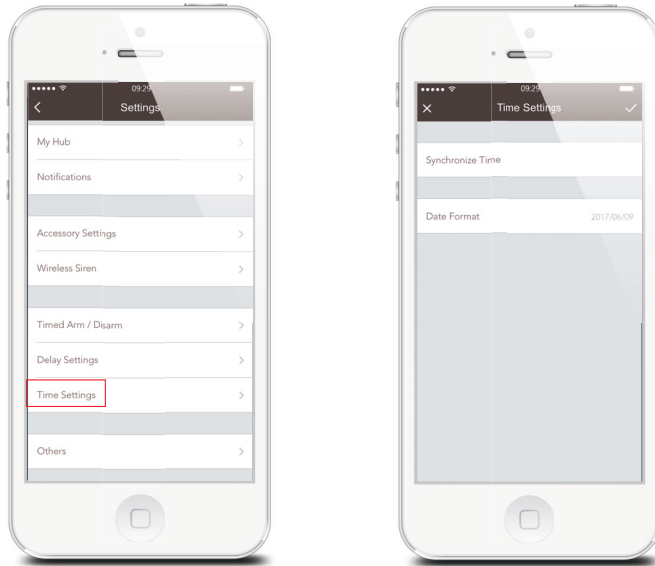 09:29
Settings
My Hub
Notifications
Accessory Settings
Wireless Siren
Timed Arm / Disarm
Delay Settings
Time Settings
Others
09:29
Time Settings
Synchronize Time
Date Format 2017/06/09